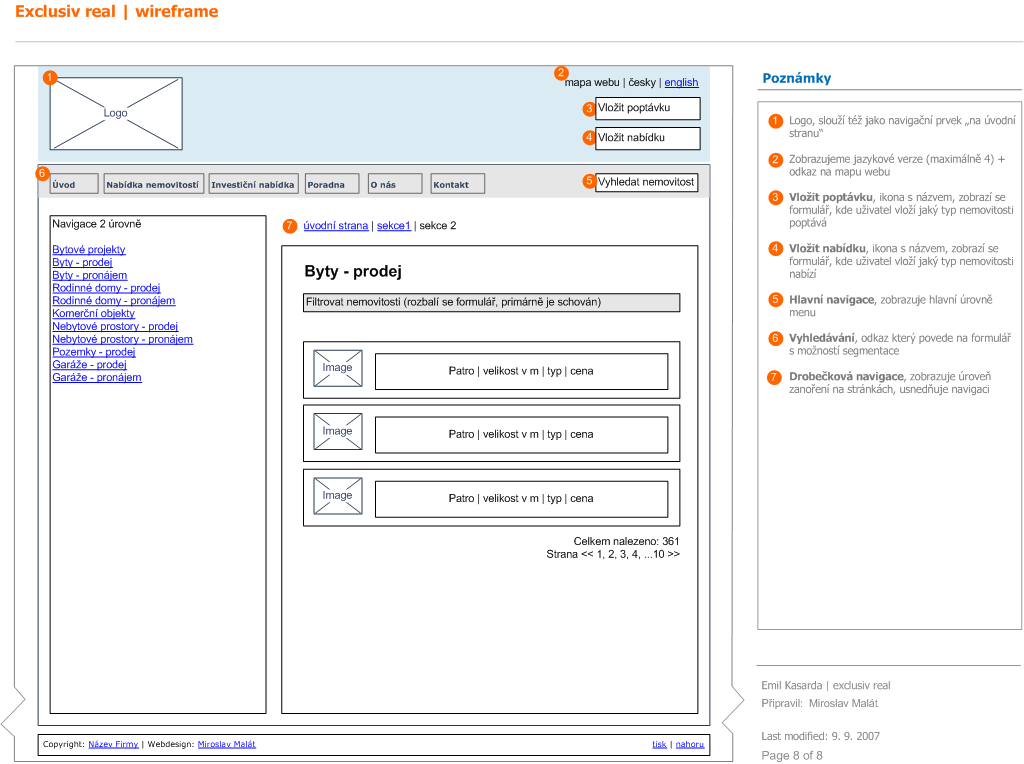 Exclusiv real | wireframe
1
Logo
2
mapa webu | česky | english
3 Vložit poptávku
4 Vložit nabídku
6
Úvod
Nabídka nemovitostí
Investiční nabídka
Poradna
O nás
Kontakt
5 Vyhledat nemovitost
Navigace 2 úrovně
Bytové projekty
Byty - prodej
Byty - pronájem
Rodinné domy - prodej
Rodinné domy - pronájem
Komerční objekty
Nebytové prostory - prodej
Nebytové prostory - pronájem
Pozemky - prodej
Garáže - prodej
Garáže - pronájem
7 úvodní strana | sekce1 | sekce 2
Byty - prodej
Filtrovat nemovitosti (rozbalí se formulář, primárně je schován)
Image
Patro | velikost v m | typ | cena
Image
Patro | velikost v m | typ | cena
Image
Patro | velikost v m | typ | cena
Celkem nalezeno: 361
Strana << 1, 2, 3, 4, ...10 >>
Copyright: Název Firmy | Webdesign: Miroslav Malát
tisk | nahoru
Poznámky
1 Logo, slouží též jako navigační prvek „na úvodní
stranu“
2 Zobrazujeme jazykové verze (maximálně 4) +
odkaz na mapu webu
3 Vložit poptávku, ikona s názvem, zobrazí se
formulář, kde uživatel vloží jaký typ nemovitosti
poptává
4 Vložit nabídku, ikona s názvem, zobrazí se
formulář, kde uživatel vloží jaký typ nemovitosti
nabízí
5 Hlavní navigace, zobrazuje hlavní úrovně
menu
6 Vyhledávání, odkaz který povede na formulář
s možností segmentace
7 Drobečková navigace, zobrazuje úroveň
zanoření na stránkách, usnedňuje navigaci
Emil Kasarda | exclusiv real
Připravil: Miroslav Malát
Last modified: 9. 9. 2007
Page 8 of 8